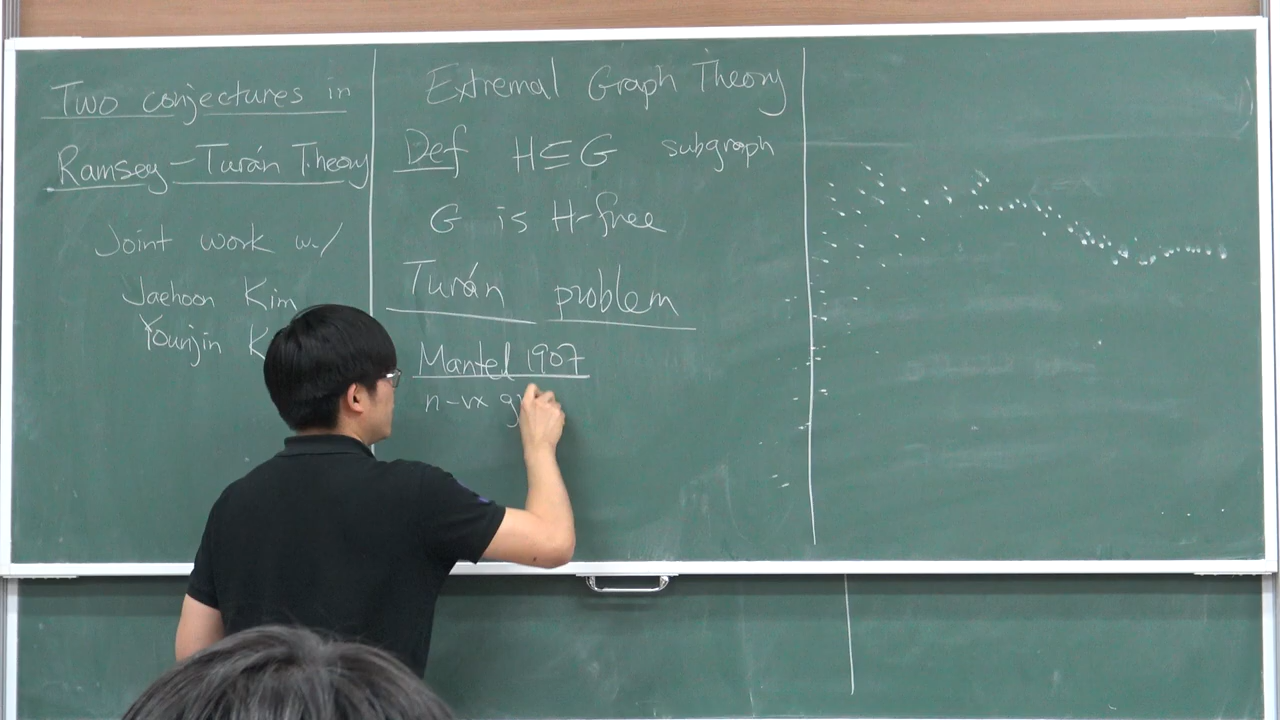 Two conjectures in
Ramsey-Turán Theory
Joint work w./
Jaehoon Kim
Younjin K
Extremal Graph Theory
Def H⊆G subgraph
G is H-free
Turán problem
Mantel 1907
n-vx g